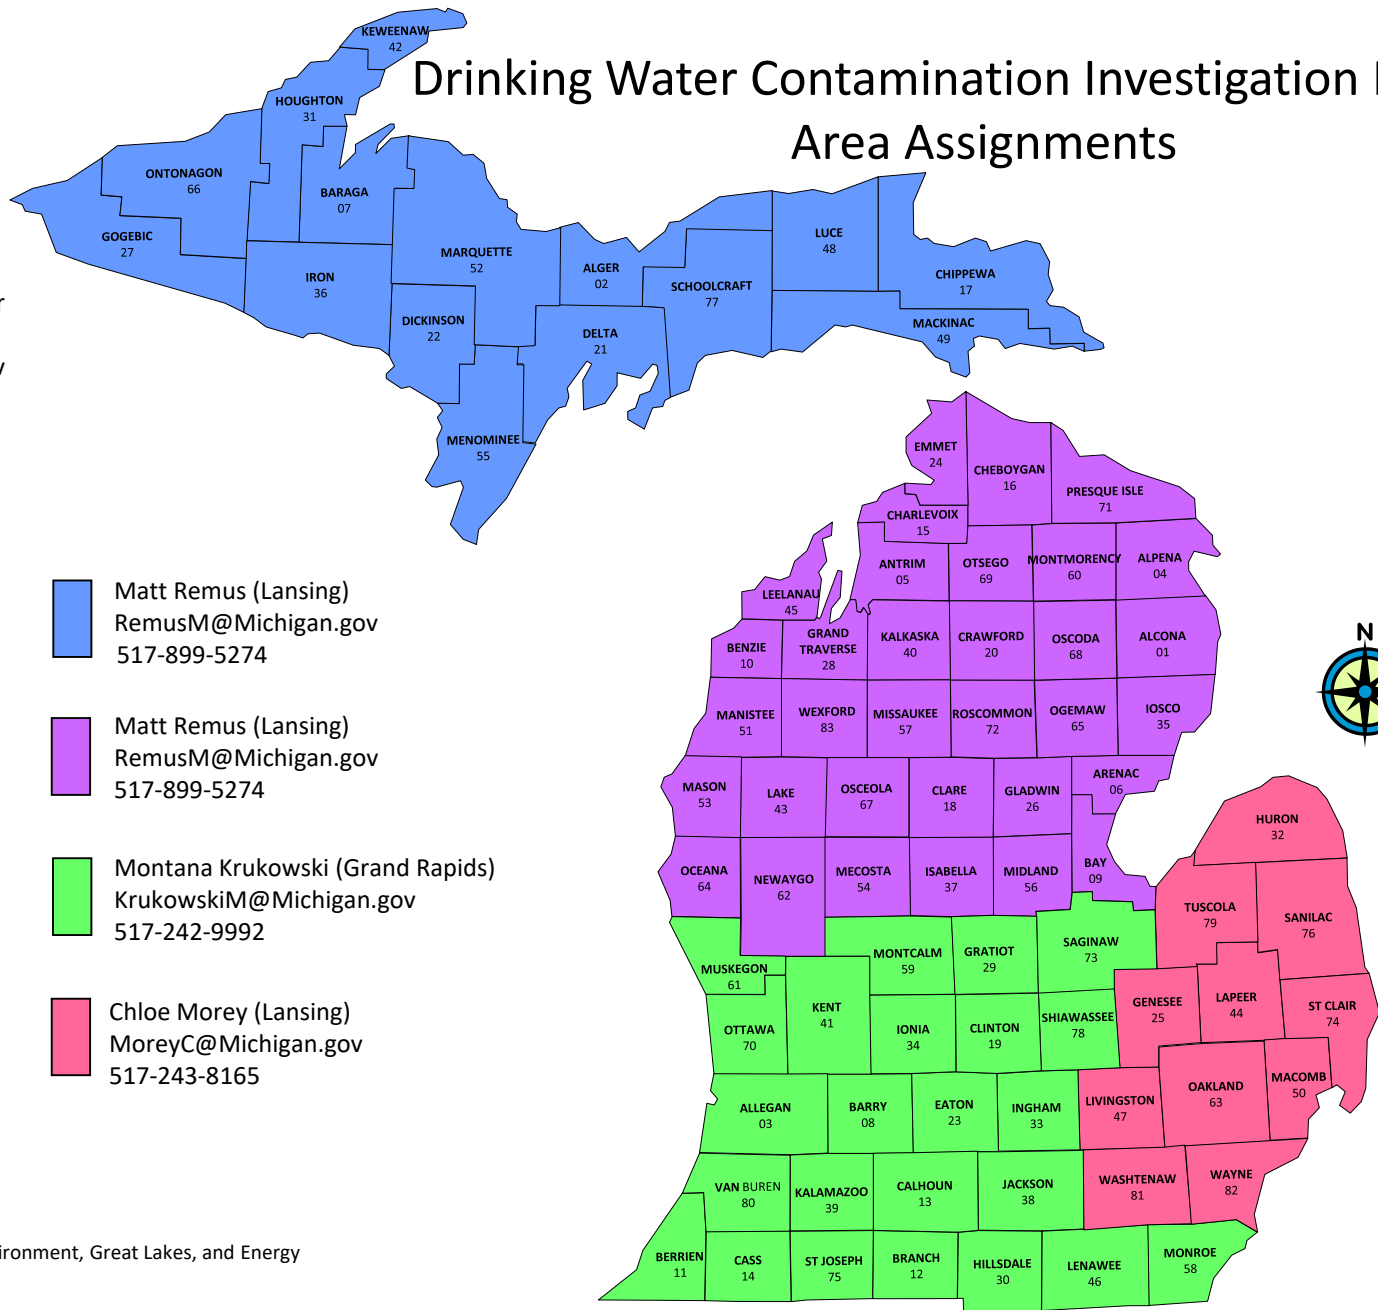 Drinking Water Contamination Investigation
Area Assignments
KEWEENAW
42
HOUGHTON
31
ONTONAGON
66
BARAGA
07
GOGEBIC
27
IRON
36
MARQUETTE
52
DICKINSON
22
MENOMINEE
55
ALGER
02
DELTA
21
SCHOOLCRAFT
77
LUCE
48
CHIPPEWA
17
MACKINAC
49
EMMET
24
CHEBOYGAN
16
PRESQUE ISLE
71
CHARLEVOIX
15
ANTRIM
05
OTSEGO
69
MONTMORENCY
60
ALPENA
04
LEELANAU
45
BENZIE
10
GRAND
TRAVERSE
28
KALKASKA
40
CRAWFORD
20
OSCODA
68
ALCONA
01
MANISTEE
51
WEXFORD
83
MISSAUKEE
57
ROSCOMMON
72
OGEMAW
65
IOSCO
35
MASON
53
LAKE
43
OSCEOLA
67
CLARE
18
GLADWIN
26
ARENAC
06
OCEANA
64
NEWAYGO
62
MECOSTA
54
ISABELLA
37
MIDLAND
56
BAY
09
HURON
32
TUSCOLA
79
SANILAC
76
MUSKEGON
61
MONTCALM
59
GRATIOT
29
SAGINAW
73
OTTAWA
70
KENT
41
IONIA
34
CLINTON
19
SHIAWASSEE
78
GENESEE
25
LAPEER
44
ST CLAIR
74
ALLEGAN
03
BARRY
08
EATON
23
INGHAM
33
LIVINGSTON
47
OAKLAND
63
MACOMB
50
VAN BUREN
80
KALAMAZOO
39
CALHOUN
13
JACKSON
38
WASHTENAW
81
WAYNE
82
BERRIEN
11
CASS
14
ST JOSEPH
75
BRANCH
12
HILLSDALE
30
LENAWEE
46
MONROE
58
N
Matt Remus (Lansing)
RemusM@Michigan.gov
517-899-5274
Matt Remus (Lansing)
RemusM@Michigan.gov
517-899-5274
Montana Krukowski (Grand Rapids)
KrukowskiM@Michigan.gov
517-242-9992
Chloe Morey (Lansing)
MoreyC@Michigan.gov
517-243-8165
ironment, Great Lakes, and Energy